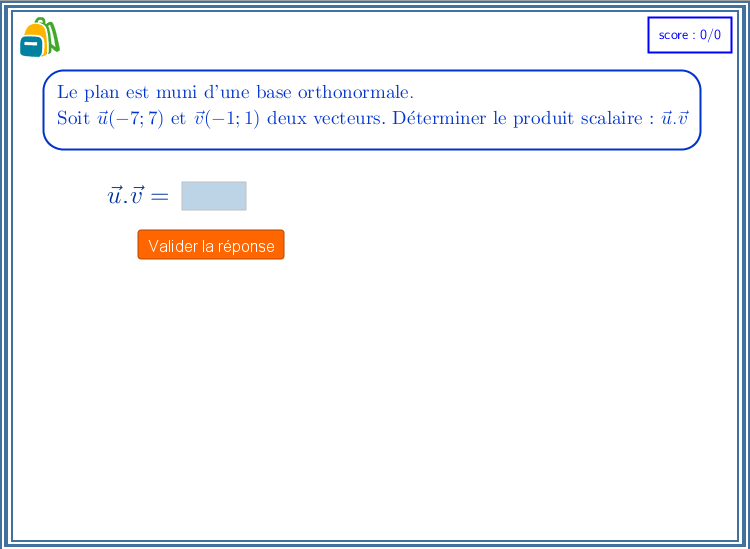 score : 0/0
Le plan est muni d'une base orthonormale.
Soit $\vec{u}(-7;7)$ et $\vec{v}(-1;1)$ deux vecteurs. Déterminer le produit scalaire : $\vec{u}.\vec{v}$
$\vec{u}.\vec{v} =$
Valider la réponse